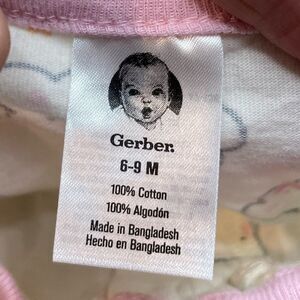 Gerber.
6-9 M
100% Cotton
100% Algodón
Made in Bangladesh
Hecho en Bangladesh